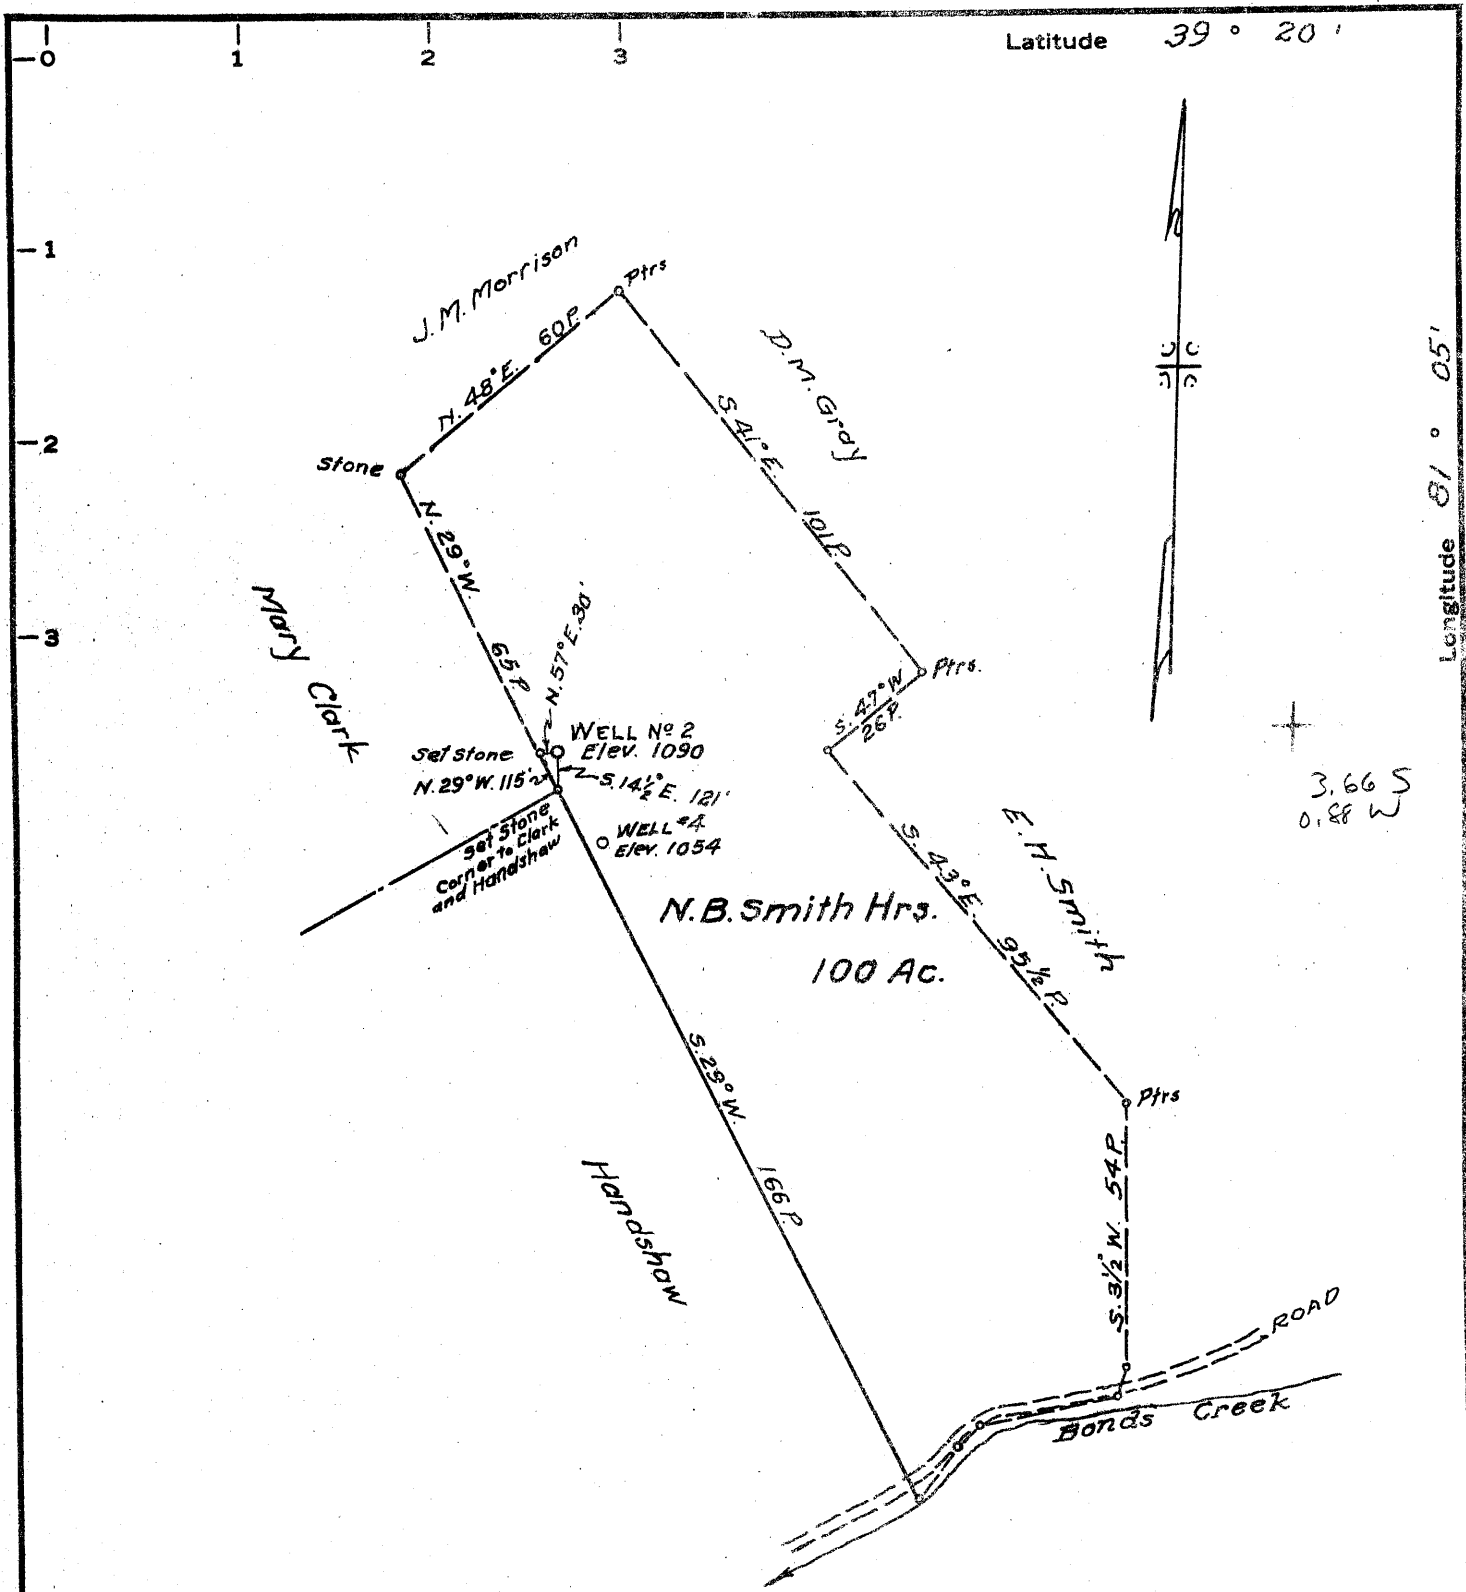 Latitude 39° 20'
0 1 2 3
1
2
3
Longitude 81° 05'
J. M. Morrison
Ptrs
N. 48° E. 60 P.
D. M. Gray
S. 41° E. 101 P.
Stone
N. 29° W. 65 P.
Mary Clark
N. 57° E. 30'
Ptrs.
S. 47° W
26 P.
WELL Nº 2
Elev. 1090
Set Stone
N. 29° W. 115'
S. 14½° E. 121'
WELL #4
Elev. 1054
Set Stone
Corner to Clark
and Handshaw
3.66 S
0.88 W
E. H. Smith
S. 43° E. 95½ P.
N. B. Smith Hrs.
100 Ac.
S. 29° W. 166 P.
Ptrs
S. 3½° W. 54 P.
Handshaw
ROAD
Bonds Creek